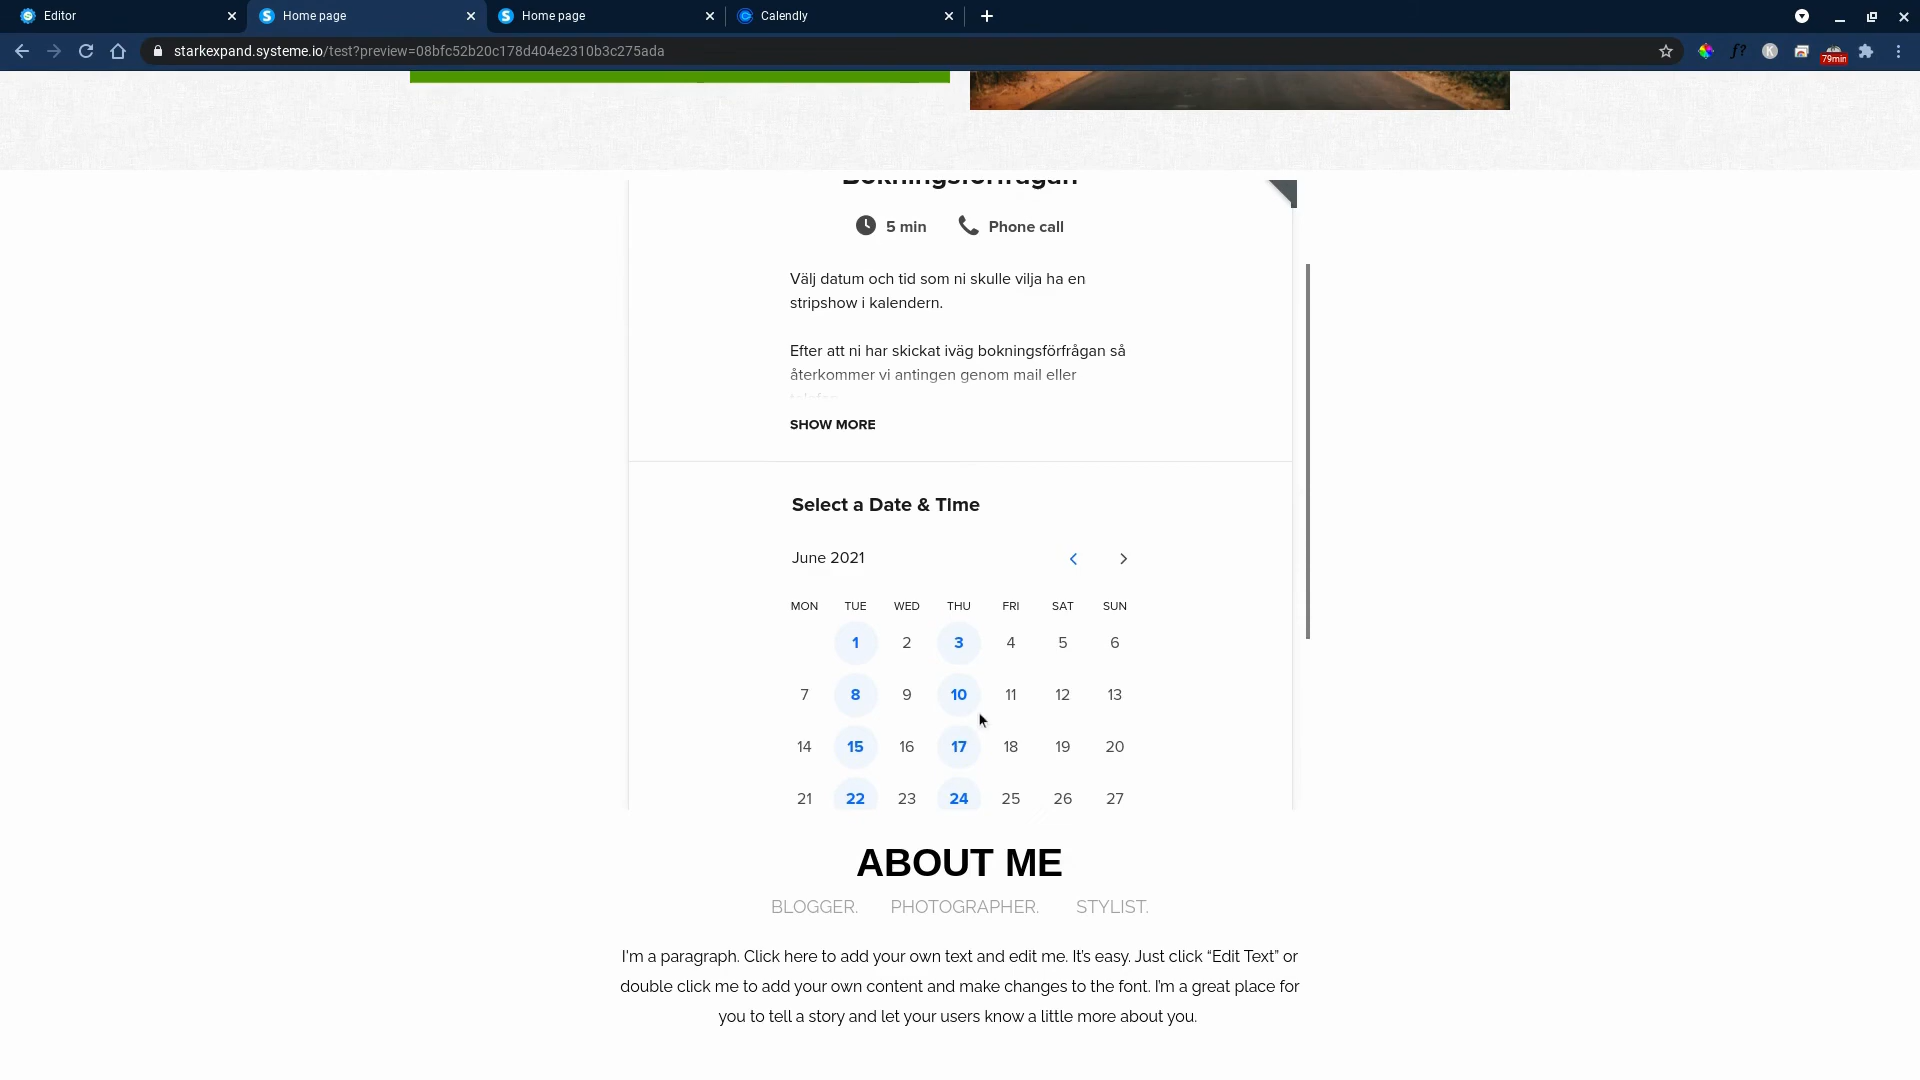 Editor
Home page
Home page
Calendly
starkexpand.systeme.io/test?preview=08bfc52b20c178d404e2310b3c275ada
f?
K
79min
Bokningsförfrågan
5 min
Phone call
Välj datum och tid som ni skulle vilja ha en
stripshow i kalendern.
Efter att ni har skickat iväg bokningsförfrågan så
återkommer vi antingen genom mail eller
SHOW MORE
Select a Date & Time
June 2021
MON TUE WED THU FRI SAT SUN
1 2 3 4 5 6
7 8 9 10 11 12 13
14 15 16 17 18 19 20
21 22 23 24 25 26 27
ABOUT ME
BLOGGER. PHOTOGRAPHER. STYLIST.
I'm a paragraph. Click here to add your own text and edit me. It’s easy. Just click “Edit Text” or
double click me to add your own content and make changes to the font. I’m a great place for
you to tell a story and let your users know a little more about you.